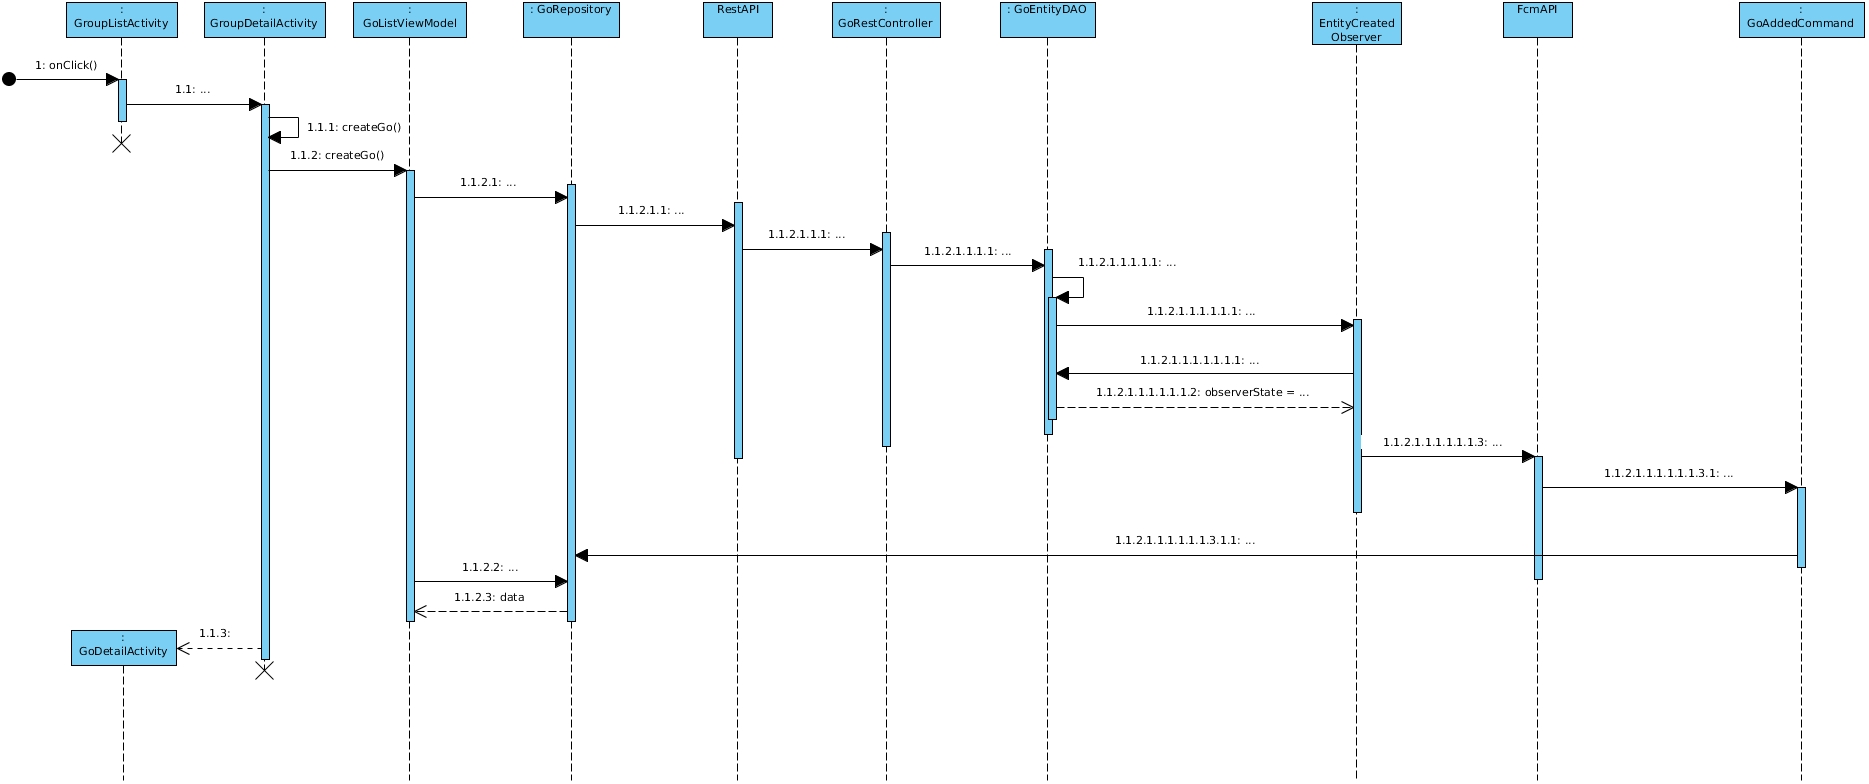 :
GroupListActivity
:
GroupDetailActivity
:
GoListViewModel
: GoRepository
RestAPI
:
GoRestController
: GoEntityDAO
:
EntityCreated
Observer
FcmAPI
:
GoAddedCommand
1: onClick()
1.1: ...
1.1.1: createGo()
1.1.2: createGo()
1.1.2.1: ...
1.1.2.1.1: ...
1.1.2.1.1.1: ...
1.1.2.1.1.1.1: ...
1.1.2.1.1.1.1.1: ...
1.1.2.1.1.1.1.1.1: ...
1.1.2.1.1.1.1.1.1.1: ...
1.1.2.1.1.1.1.1.1.2: observerState = ...
1.1.2.1.1.1.1.1.1.3: ...
1.1.2.1.1.1.1.1.1.3.1: ...
1.1.2.1.1.1.1.1.1.3.1.1: ...
1.1.2.2: ...
1.1.2.3: data
1.1.3:
:
GoDetailActivity